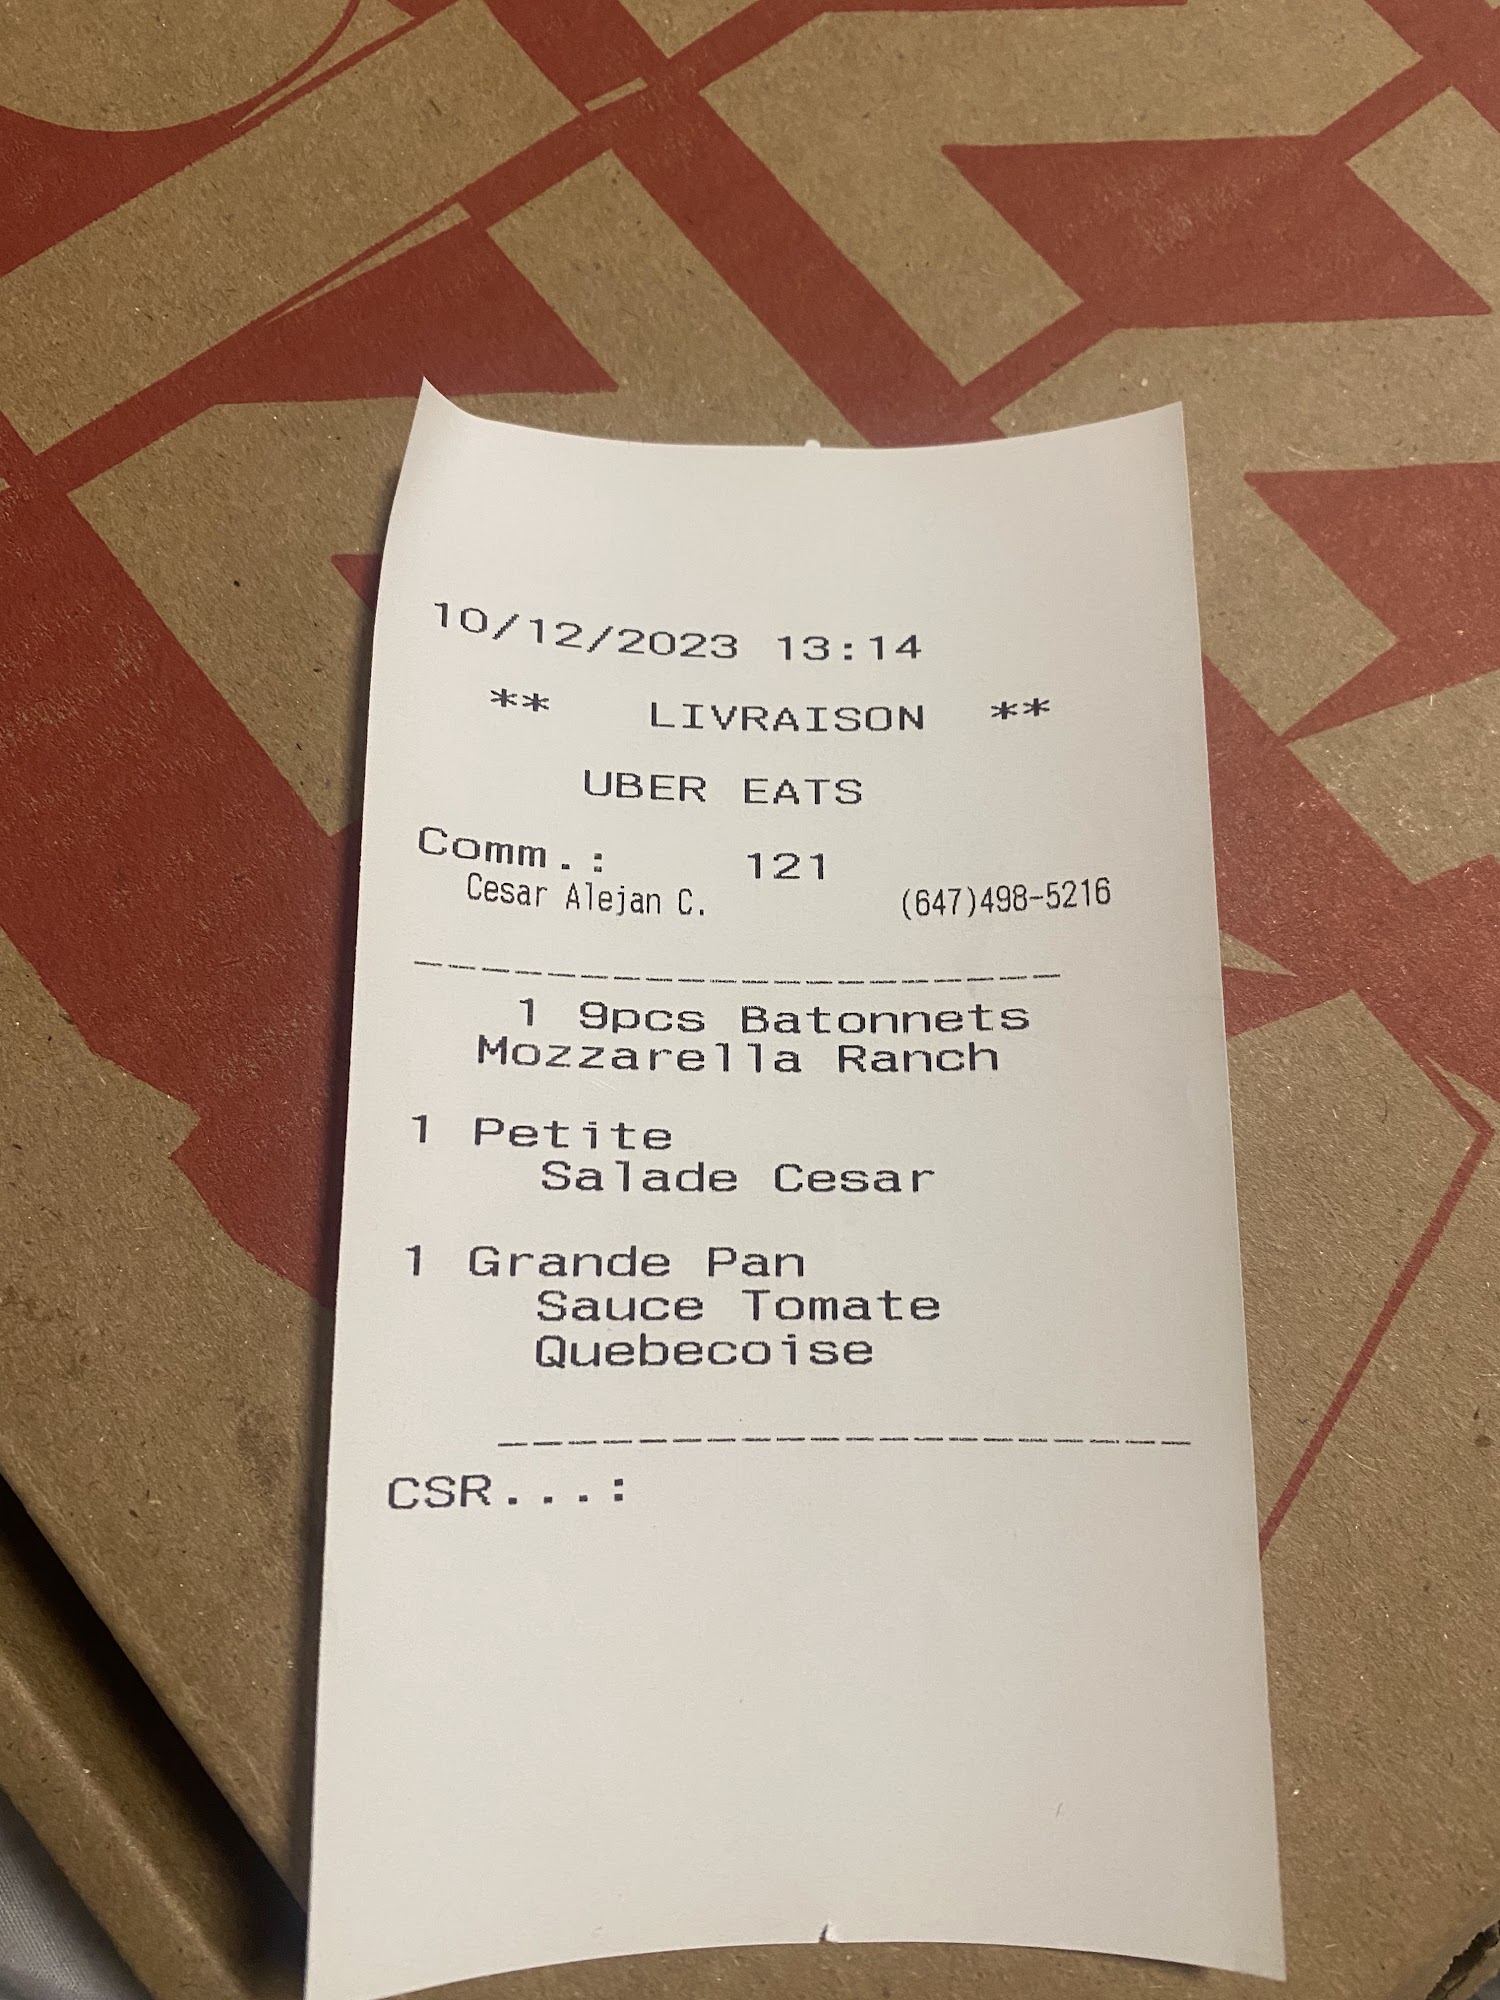 10/12/2023 13:14
** LIVRAISON **
UBER EATS
Comm.: 121
Cesar Alejan C. (647)498-5216
--------------------
1 9pcs Batonnets
Mozzarella Ranch
1 Petite
Salade Cesar
1 Grande Pan
Sauce Tomate
Quebecoise
--------------------
CSR...: